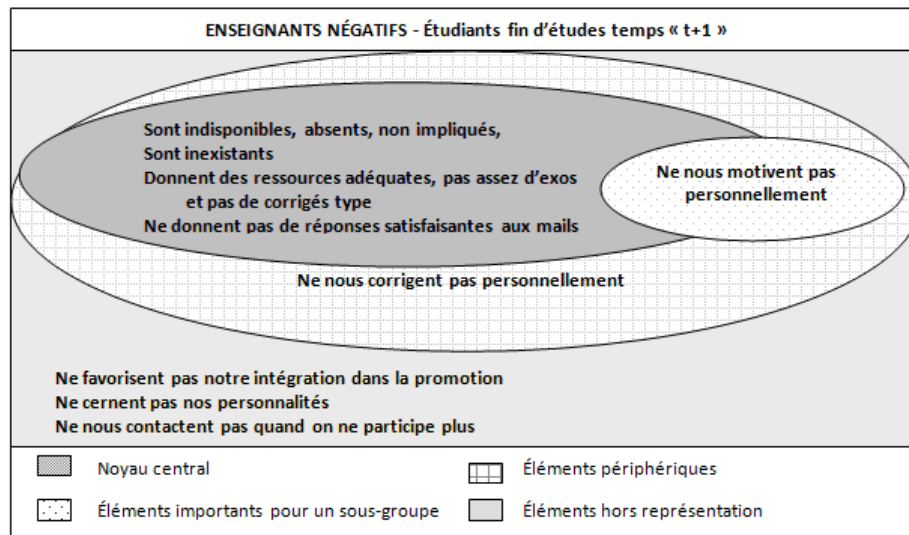 ENSEIGNANTS NÉGATIFS - Étudiants fin d'études temps « t+1 »
Sont indisponibles, absents, non impliqués,
Sont inexistants
Donnent des ressources adéquates, pas assez d'exos
et pas de corrigés type
Ne donnent pas de réponses satisfaisantes aux mails
Ne nous motivent pas
personnellement
Ne nous corrigent pas personnellement
Ne favorisent pas notre intégration dans la promotion
Ne cernent pas nos personnalités
Ne nous contactent pas quand on ne participe plus
Noyau central
Éléments périphériques
Éléments importants pour un sous-groupe
Éléments hors représentation